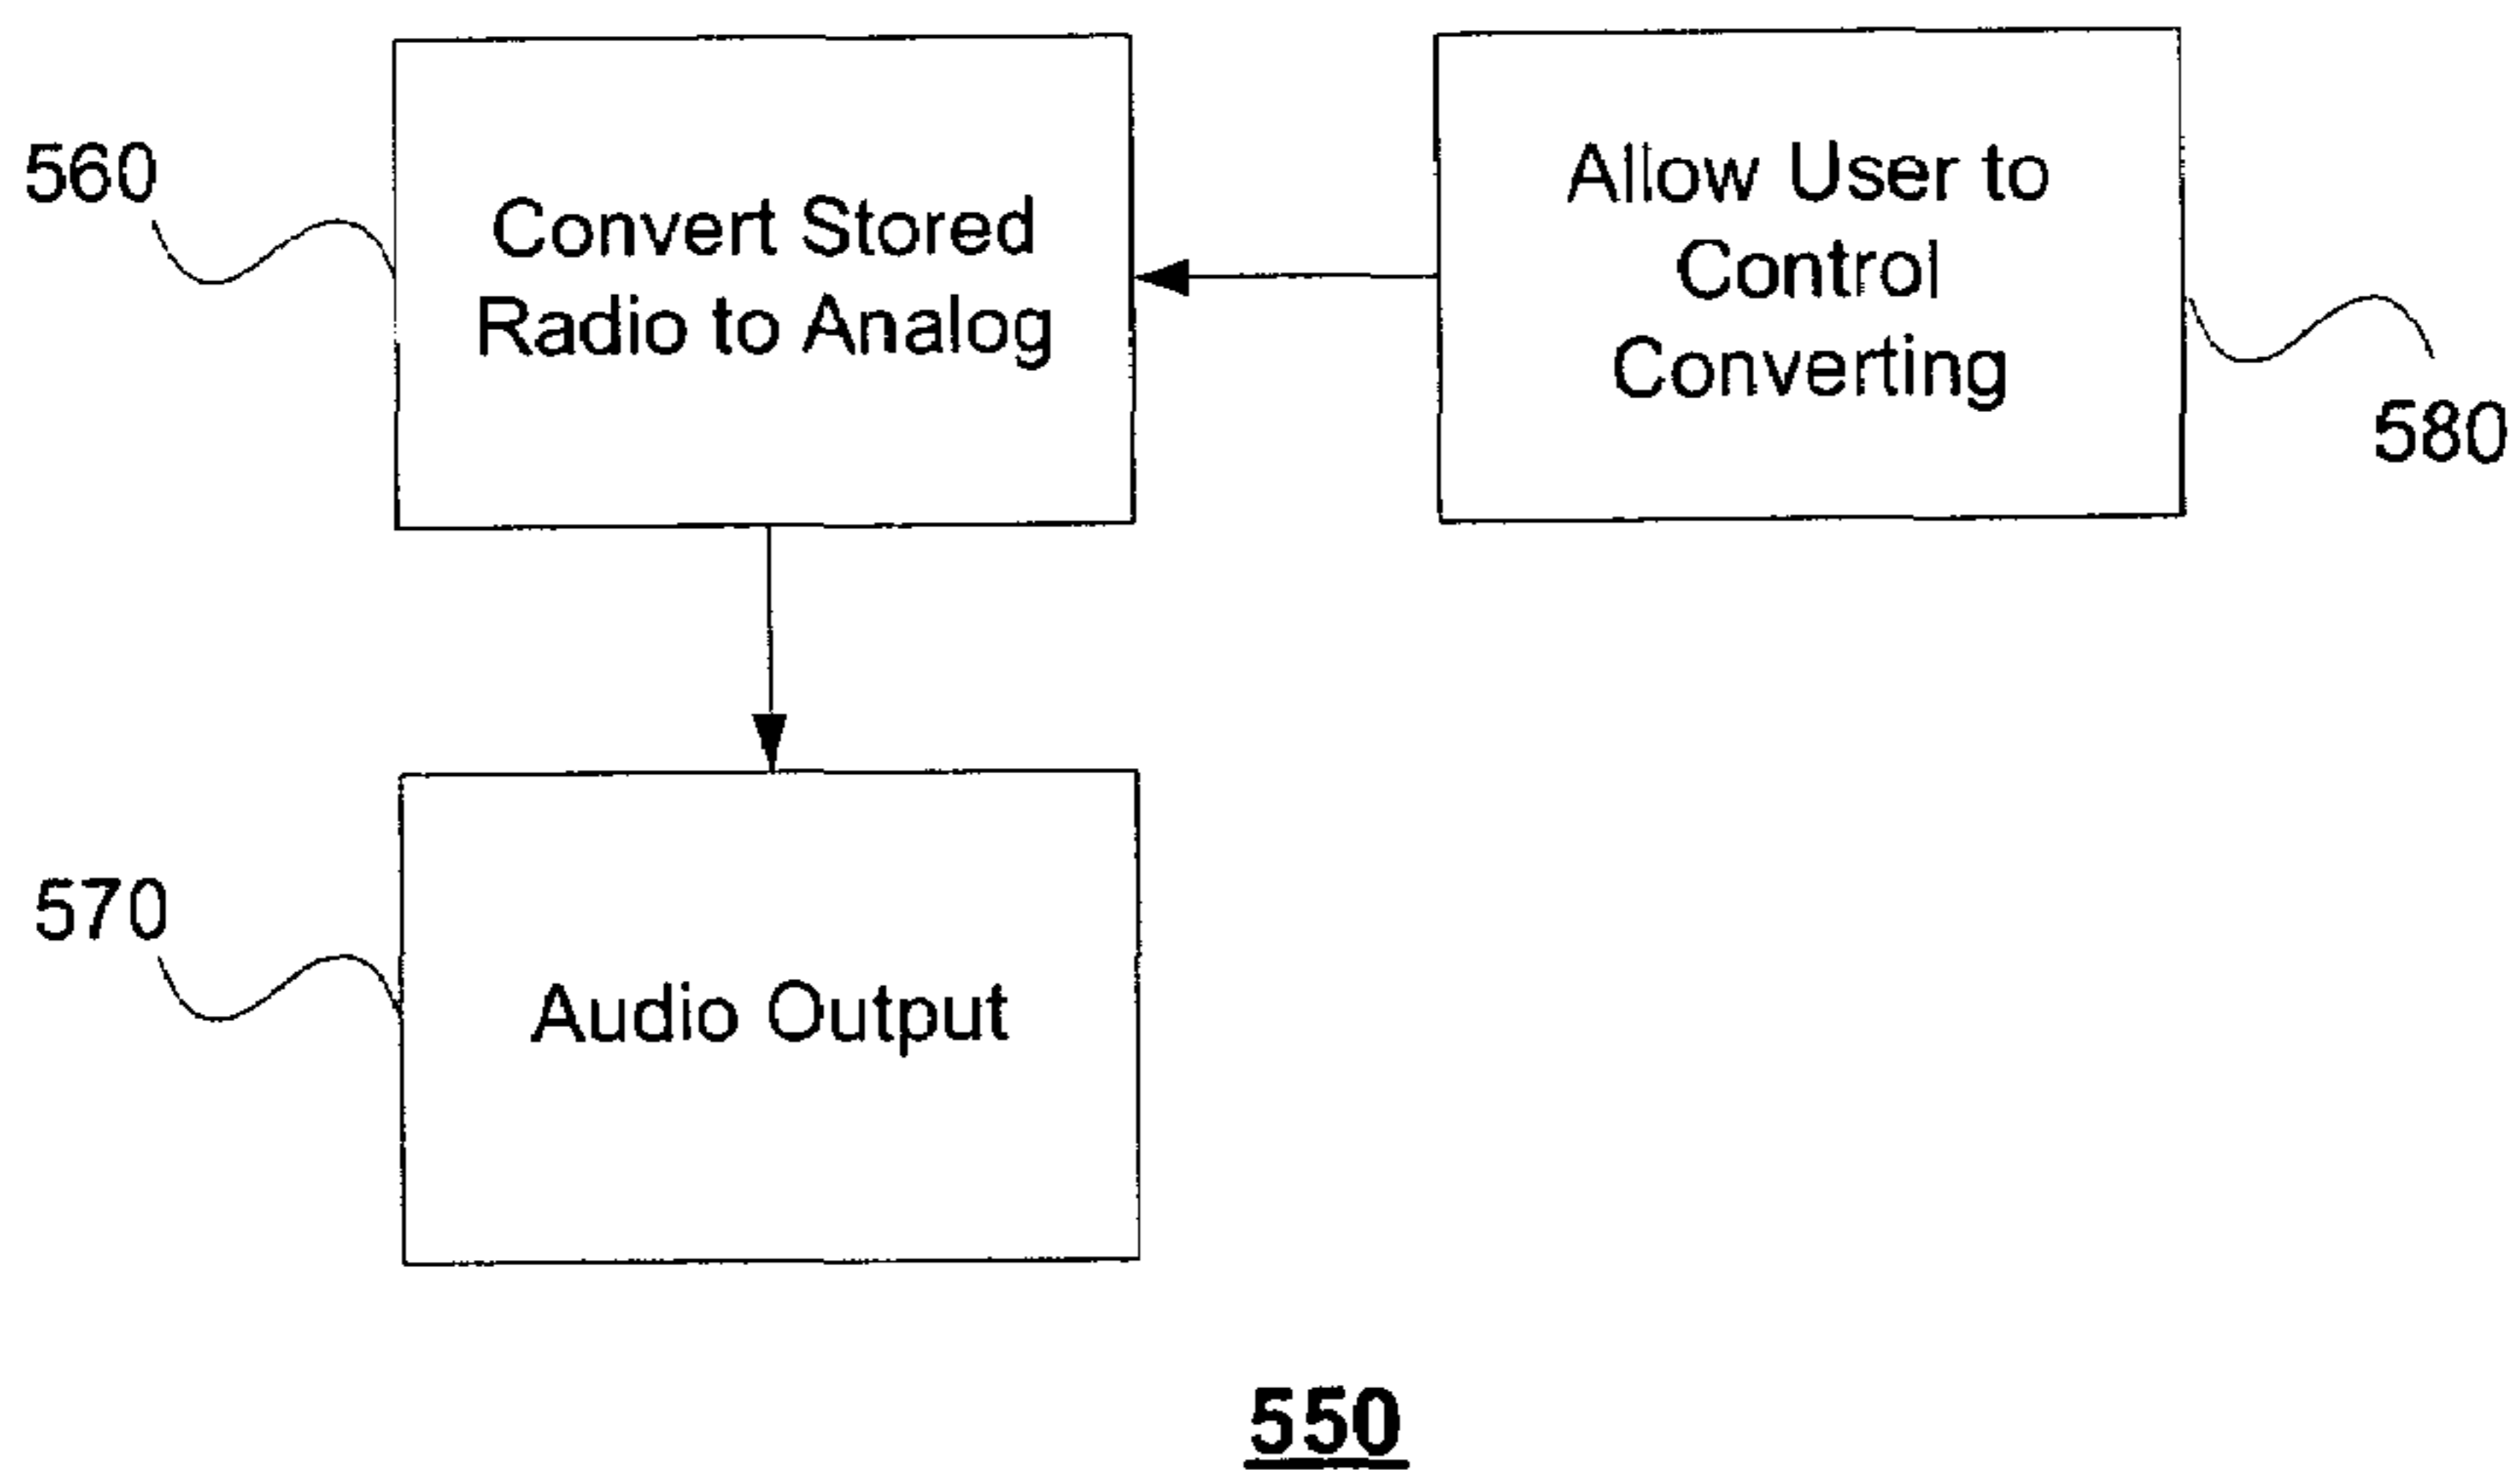 560
Convert Stored
Radio to Analog
Allow User to
Control
Converting
580
570
Audio Output
550